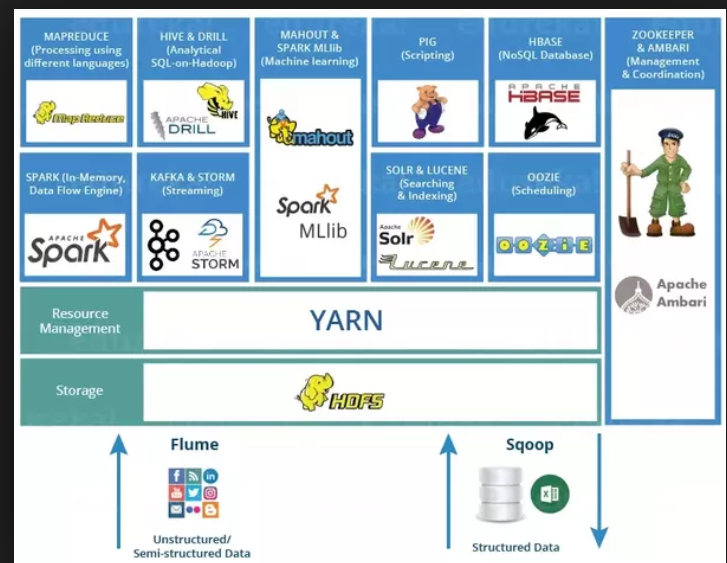 MAPREDUCE
(Processing using
different languages)
Map Reduce
HIVE & DRILL
(Analytical
SQL-on-Hadoop)
HIVE
APACHE
DRILL
MAHOUT &
SPARK MLlib
(Machine learning)
mahout
Spark
MLlib
PIG
(Scripting)
HBASE
(NoSQL Database)
APACHE
HBASE
ZOOKEEPER
& AMBARI
(Management
& Coordination)
Apache
Ambari
SPARK (In-Memory,
Data Flow Engine)
APACHE
Spark
KAFKA & STORM
(Streaming)
APACHE
STORM
SOLR & LUCENE
(Searching
& Indexing)
Apache
Solr
Lucene
OOZIE
(Scheduling)
OOZIE
Resource
Management
YARN
Storage
HDFS
Flume
Unstructured/
Semi-structured Data
Sqoop
Structured Data